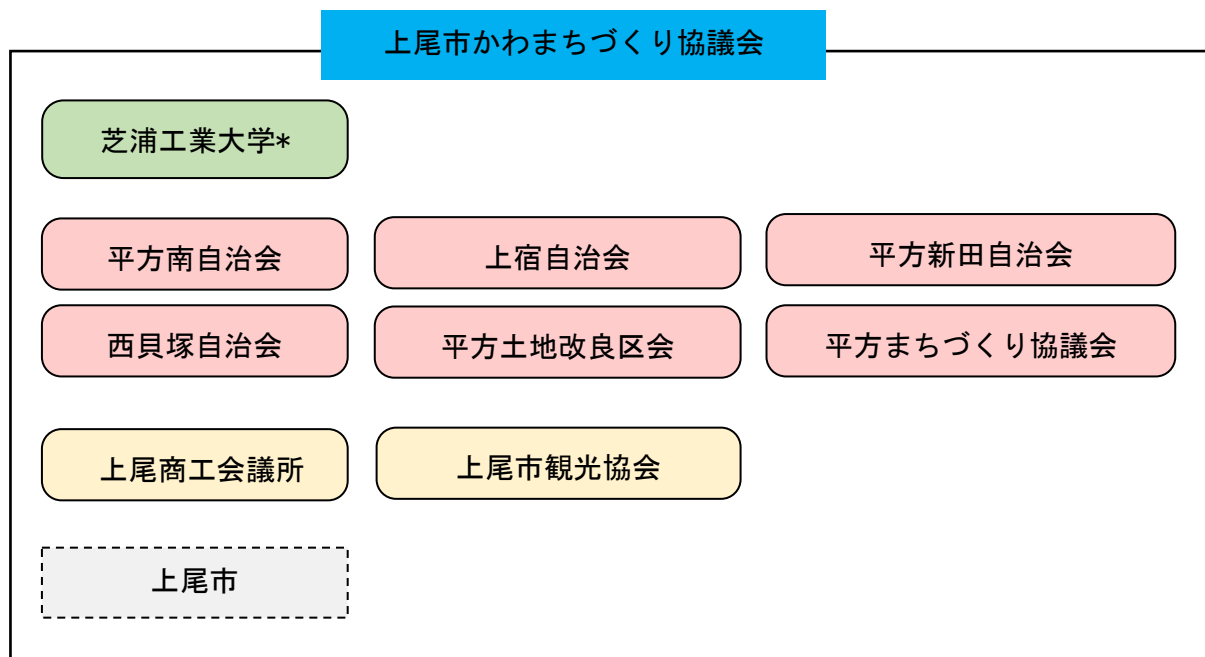 上尾市かわまちづくり協議会
芝浦工業大学*
平方南自治会
上宿自治会
平方新田自治会
西貝塚自治会
平方土地改良区会
平方まちづくり協議会
上尾商工会議所
上尾市観光協会
上尾市